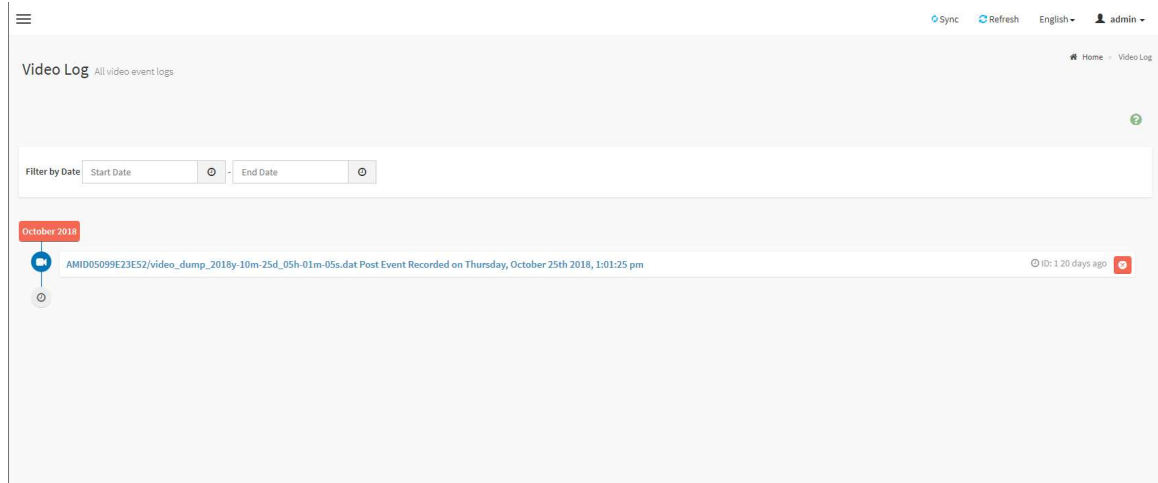 Sync Refresh English admin
Home > Video Log
Video Log All video event logs
Filter by Date Start Date - End Date
October 2018
AMID05099E23E52/video_dump_2018y-10m-25d_05h-01m-05s.dat Post Event Recorded on Thursday, October 25th 2018, 1:01:25 pm ID: 1 20 days ago